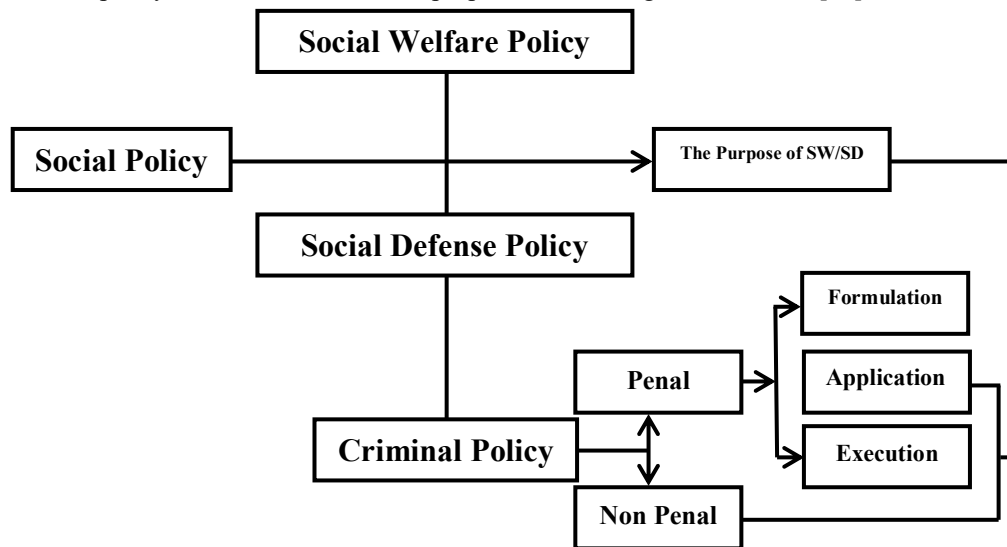 Social Welfare Policy
Social Policy
The Purpose of SW/SD
Social Defense Policy
Formulation
Penal
Application
Criminal Policy
Execution
Non Penal